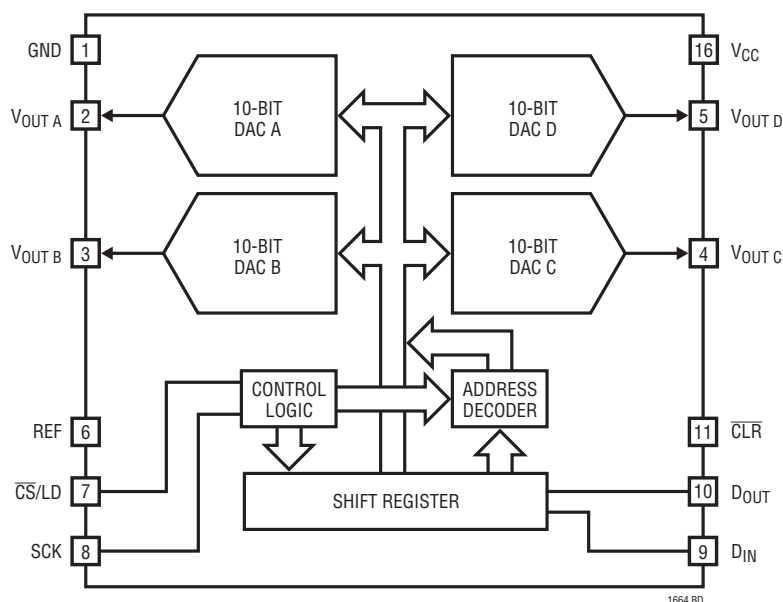 GND 1
16 VCC
VOUT A 2
10-BIT
DAC A
10-BIT
DAC D
5 VOUT D
VOUT B 3
10-BIT
DAC B
10-BIT
DAC C
4 VOUT C
CONTROL
LOGIC
ADDRESS
DECODER
REF 6
11 C̅L̅R̅
C̅S̅/LD 7
SHIFT REGISTER
10 DOUT
SCK 8
9 DIN
1664 BD